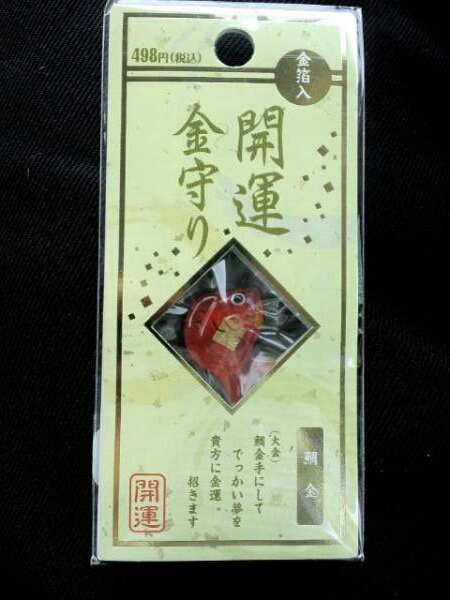 498円(税込)
金箔入
開運
金守り
(大金)
鯛金手にして
でっかい夢を
貴方に金運。
招きます
鯛金
開運